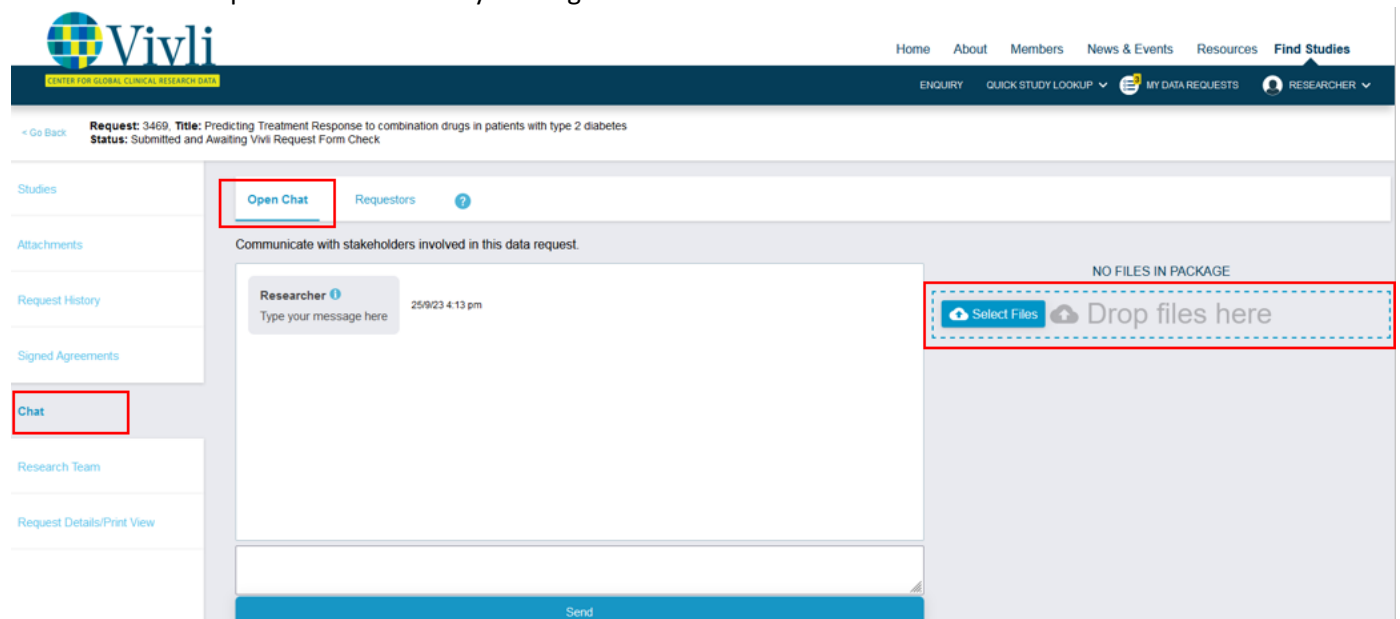 Vivli
CENTER FOR GLOBAL CLINICAL RESEARCH DATA
Home About Members News & Events Resources Find Studies
ENQUIRY QUICK STUDY LOOKUP 3 MY DATA REQUESTS RESEARCHER
< Go Back
Request: 3469, Title: Predicting Treatment Response to combination drugs in patients with type 2 diabetes
Status: Submitted and Awaiting Vivli Request Form Check
Studies
Attachments
Request History
Signed Agreements
Chat
Research Team
Request Details/Print View
Open Chat Requestors ?
Communicate with stakeholders involved in this data request.
Researcher
Type your message here
25/9/23 4:13 pm
NO FILES IN PACKAGE
Select Files Drop files here
Send